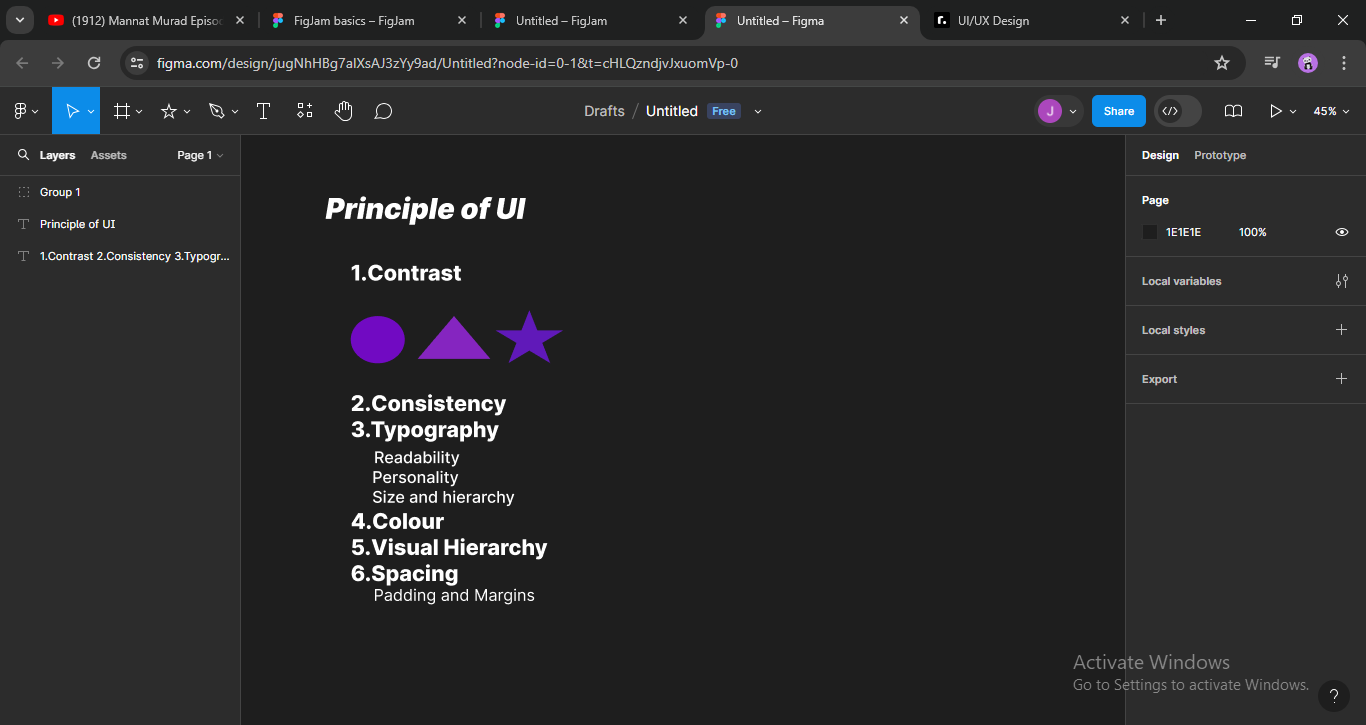 (1912) Mannat Murad Episo
FigJam basics – FigJam
Untitled – FigJam
Untitled – Figma
UI/UX Design
figma.com/design/jugNhHBg7alXsAJ3zYy9ad/Untitled?node-id=0-1&t=cHLQzndjvJxuomVp-0
Drafts / Untitled Free
J
Share
45%
Layers Assets Page 1
Group 1
Principle of UI
1.Contrast 2.Consistency 3.Typogr...
Principle of UI
1.Contrast
2.Consistency
3.Typography
Readability
Personality
Size and hierarchy
4.Colour
5.Visual Hierarchy
6.Spacing
Padding and Margins
Design Prototype
Page
1E1E1E 100%
Local variables
Local styles
Export
Activate Windows
Go to Settings to activate Windows.
?